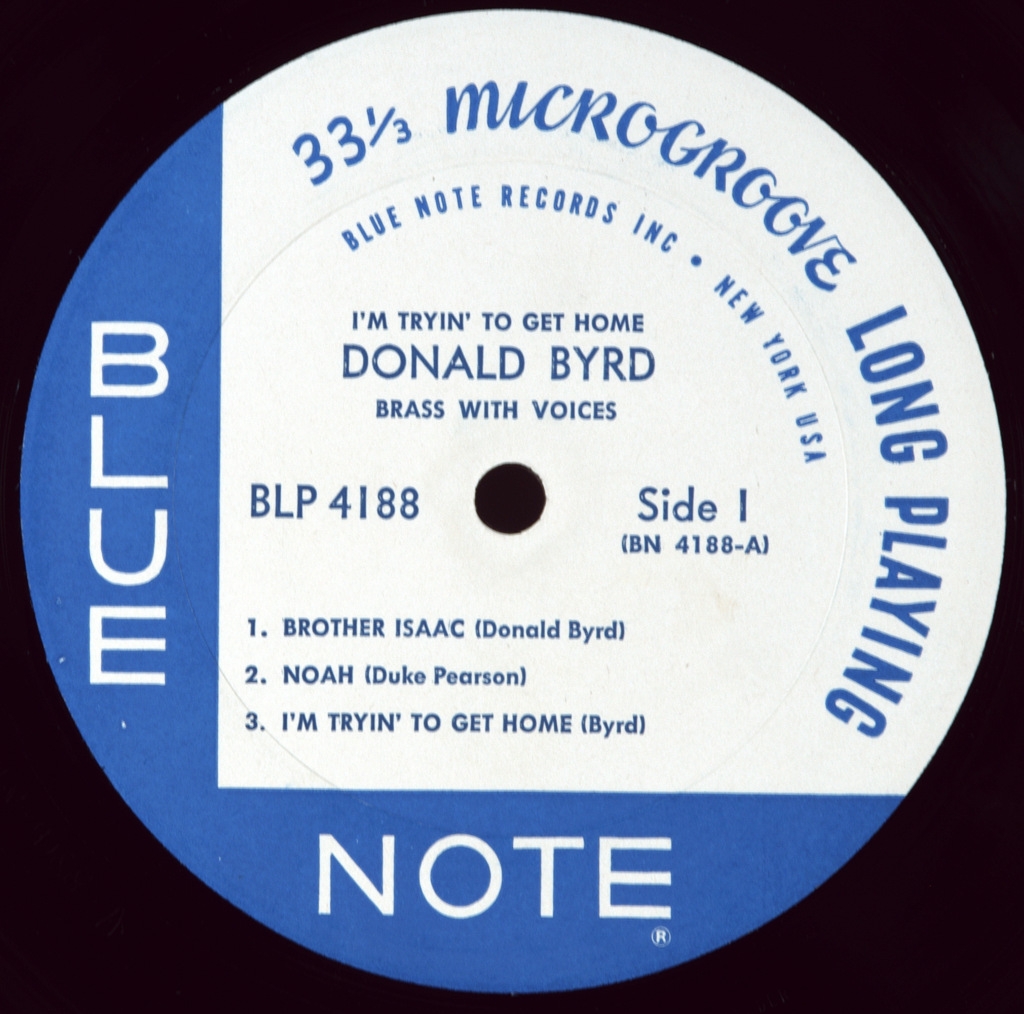 33⅓ MICROGROOVE LONG PLAYING
BLUE NOTE RECORDS INC • NEW YORK USA
I'M TRYIN' TO GET HOME
DONALD BYRD
BRASS WITH VOICES
BLP 4188
Side 1
(BN 4188-A)
1. BROTHER ISAAC (Donald Byrd)
2. NOAH (Duke Pearson)
3. I'M TRYIN' TO GET HOME (Byrd)
BLUE
NOTE
®